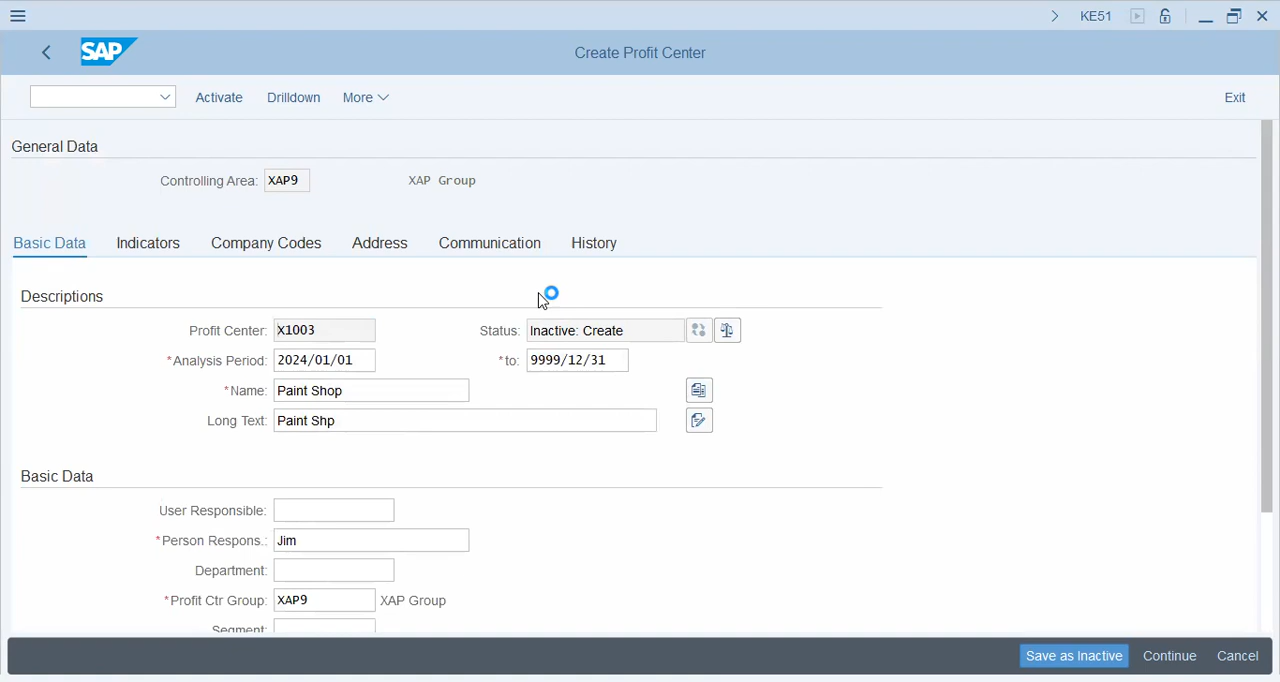 KE51
SAP
Create Profit Center
Activate Drilldown More Exit
General Data
Controlling Area: XAP9 XAP Group
Basic Data Indicators Company Codes Address Communication History
Descriptions
Profit Center: X1003 Status: Inactive: Create
*Analysis Period: 2024/01/01 *to: 9999/12/31
*Name: Paint Shop
Long Text: Paint Shp
Basic Data
User Responsible:
*Person Respons.: Jim
Department:
*Profit Ctr Group: XAP9 XAP Group
Segment:
Save as Inactive Continue Cancel